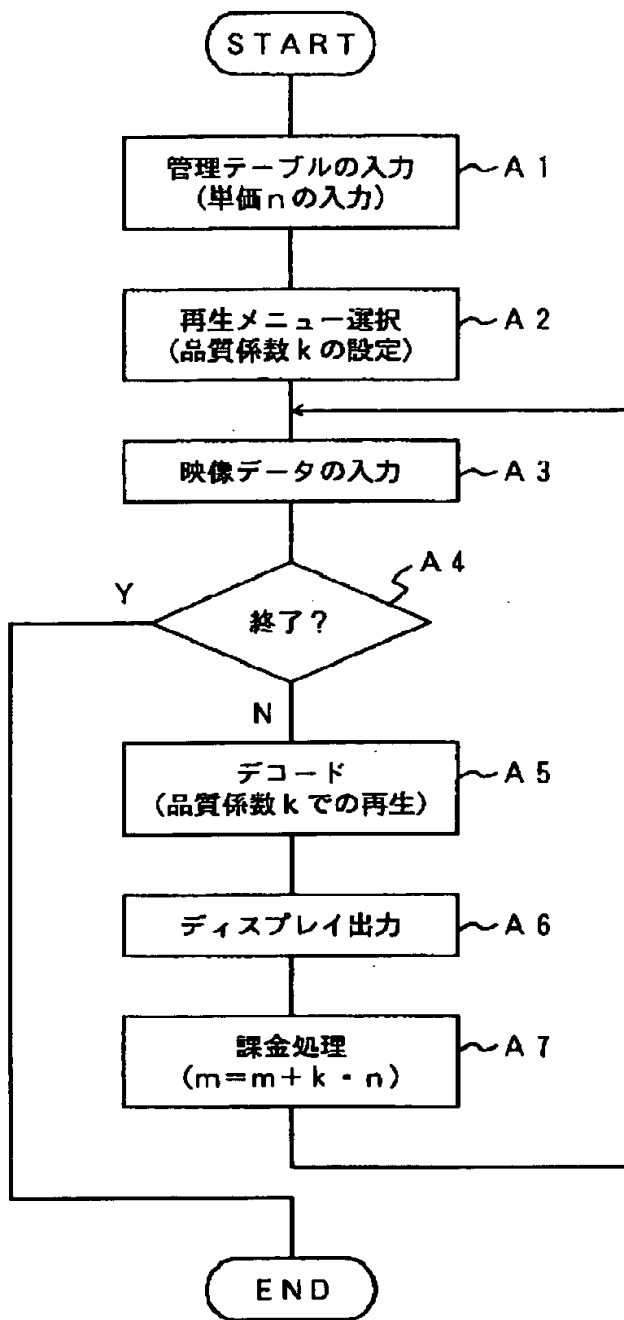 START
管理テーブルの入力
(単価nの入力)
A1
再生メニュー選択
(品質係数kの設定)
A2
映像データの入力
A3
A4
Y
終了?
N
デコード
(品質係数kでの再生)
A5
ディスプレイ出力
A6
課金処理
(m=m+k・n)
A7
END